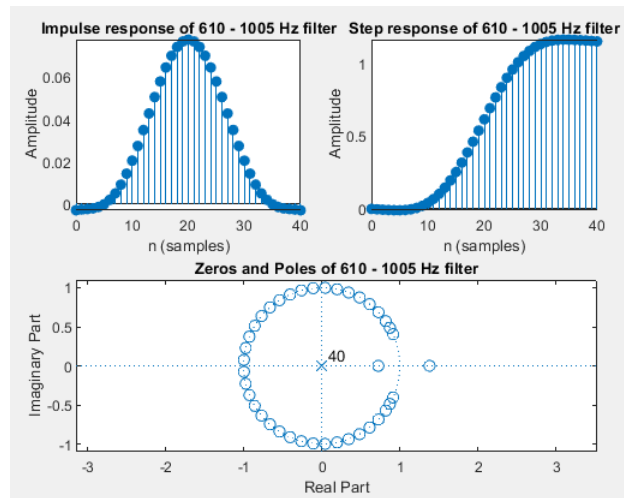 Impulse response of 610 - 1005 Hz filter
Amplitude
0.06
0.04
0.02
0
0 10 20 30 40
n (samples)
Step response of 610 - 1005 Hz filter
Amplitude
1
0.5
0
0 10 20 30 40
n (samples)
Zeros and Poles of 610 - 1005 Hz filter
Imaginary Part
1
0.5
0
-0.5
-1
40
-3 -2 -1 0 1 2 3
Real Part